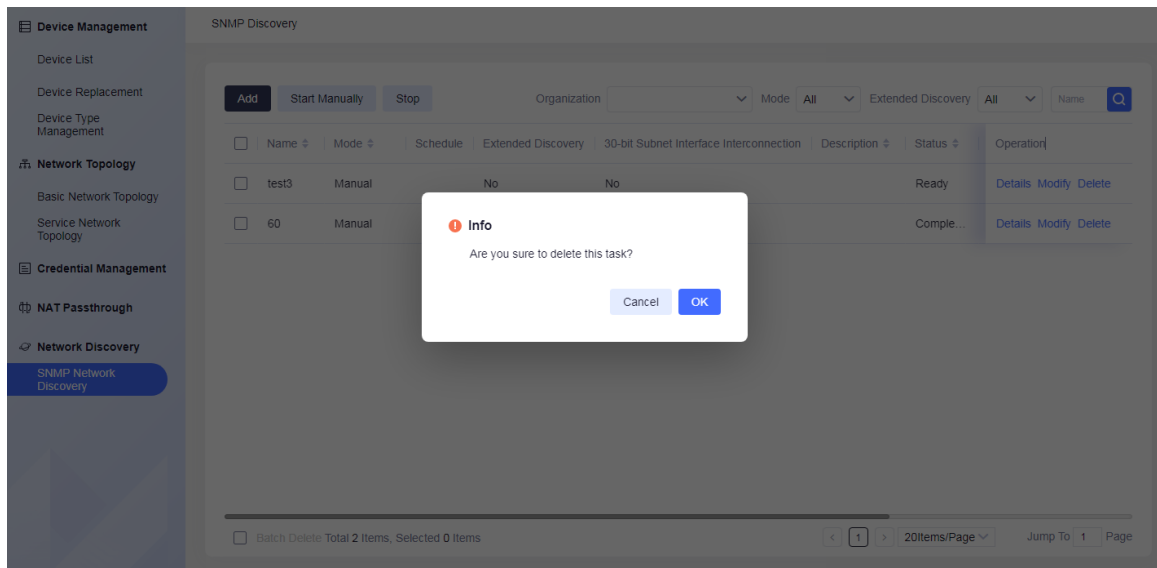 Device Management
SNMP Discovery
Device List
Device Replacement
Device Type
Management
Network Topology
Basic Network Topology
Service Network
Topology
Credential Management
NAT Passthrough
Network Discovery
SNMP Network
Discovery
Add Start Manually Stop Organization Mode All Extended Discovery All Name
Name Mode Schedule Extended Discovery 30-bit Subnet Interface Interconnection Description Status Operation
test3 Manual No No Ready Details Modify Delete
60 Manual Comple... Details Modify Delete
Info
Are you sure to delete this task?
Cancel OK
Batch Delete Total 2 Items, Selected 0 Items 1 20Items/Page Jump To 1 Page